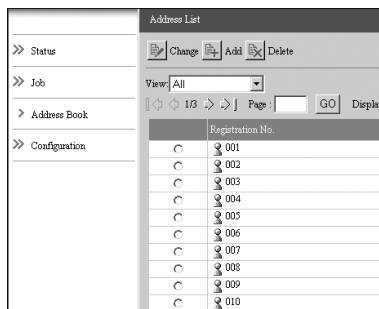 Address List
Status
Change Add Delete
Job
View: All
1/3 Page : GO Displa
Address Book
Registration No.
Configuration
001
002
003
004
005
006
007
008
009
010